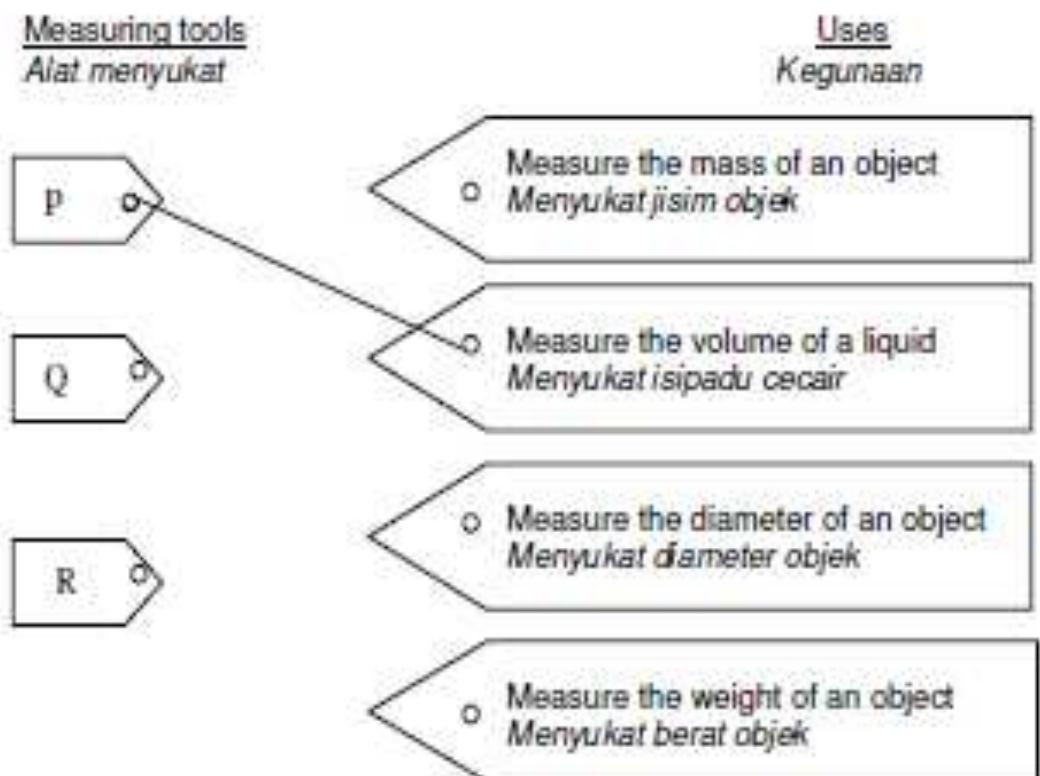 Measuring tools
Alat menyukat
Uses
Kegunaan
P
Measure the mass of an object
Menyukat jisim objek
Q
Measure the volume of a liquid
Menyukat isipadu cecair
R
Measure the diameter of an object
Menyukat diameter objek
Measure the weight of an object
Menyukat berat objek